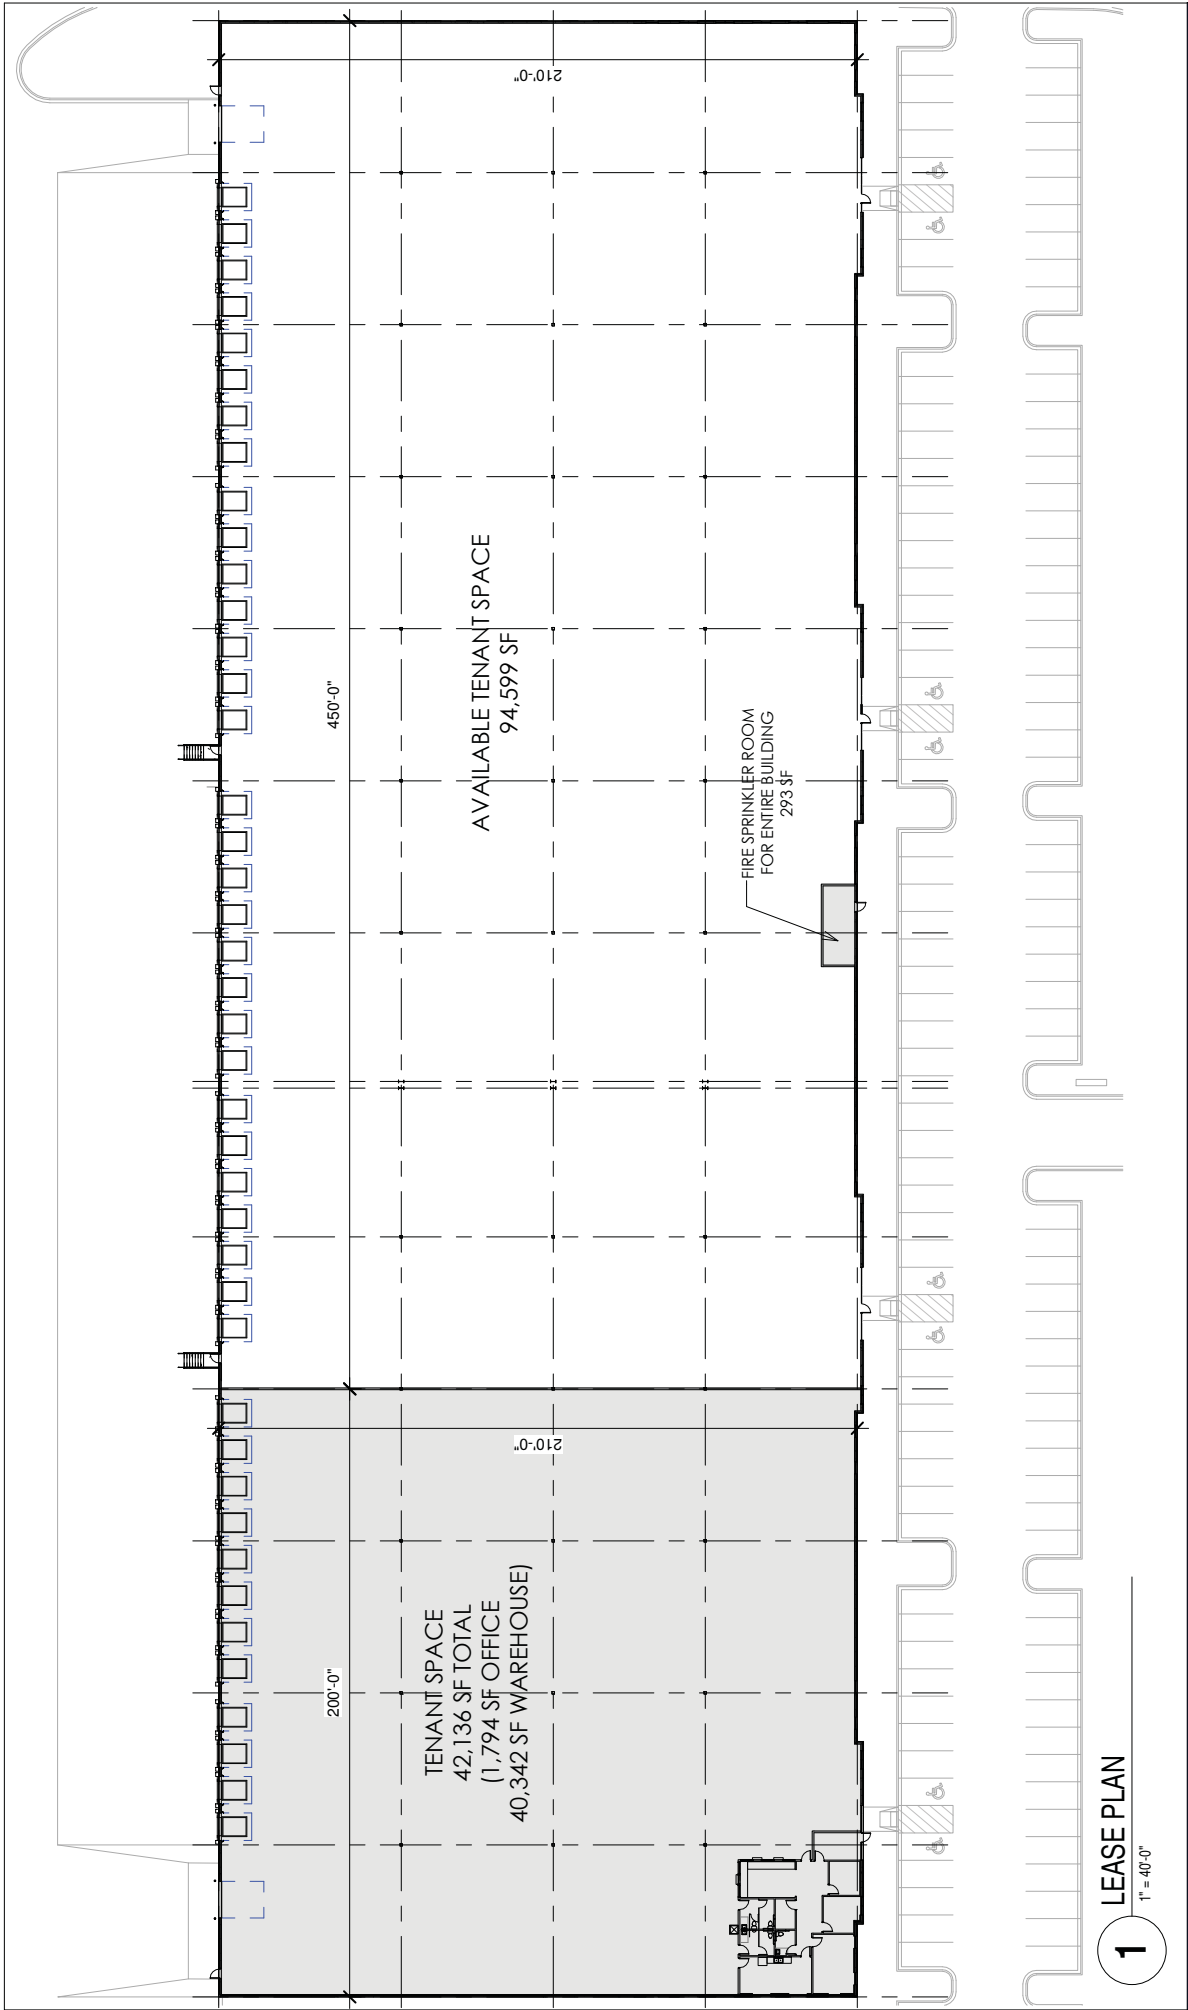 210'-0"
450'-0"
AVAILABLE TENANT SPACE
94,599 SF
FIRE SPRINKLER ROOM
FOR ENTIRE BUILDING
293 SF
210'-0"
200'-0"
TENANT SPACE
42,136 SF TOTAL
(1,794 SF OFFICE
40,342 SF WAREHOUSE)
1
LEASE PLAN
1" = 40'-0"